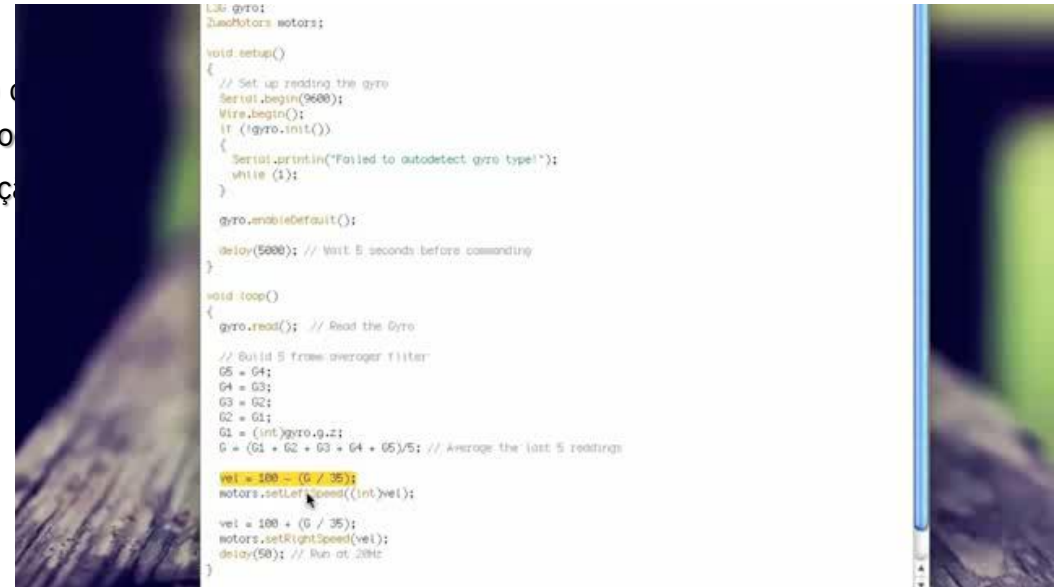 L3G gyro;
ZumoMotors motors;
void setup()
{
// Set up reading the gyro
Serial.begin(9600);
Wire.begin();
if (!gyro.init())
{
Serial.println("Failed to autodetect gyro type!");
while (1);
}
gyro.enableDefault();
delay(5000); // Wait 5 seconds before commanding
}
void loop()
{
gyro.read(); // Read the Gyro
// Build 5 frame averager filter
G5 = G4;
G4 = G3;
G3 = G2;
G2 = G1;
G1 = (int)gyro.g.z;
G = (G1 + G2 + G3 + G4 + G5)/5; // Average the last 5 readings
vel = 100 - (G / 35);
motors.setLeftSpeed((int)vel);
vel = 100 + (G / 35);
motors.setRightSpeed(vel);
delay(50); // Run at 20Hz
}